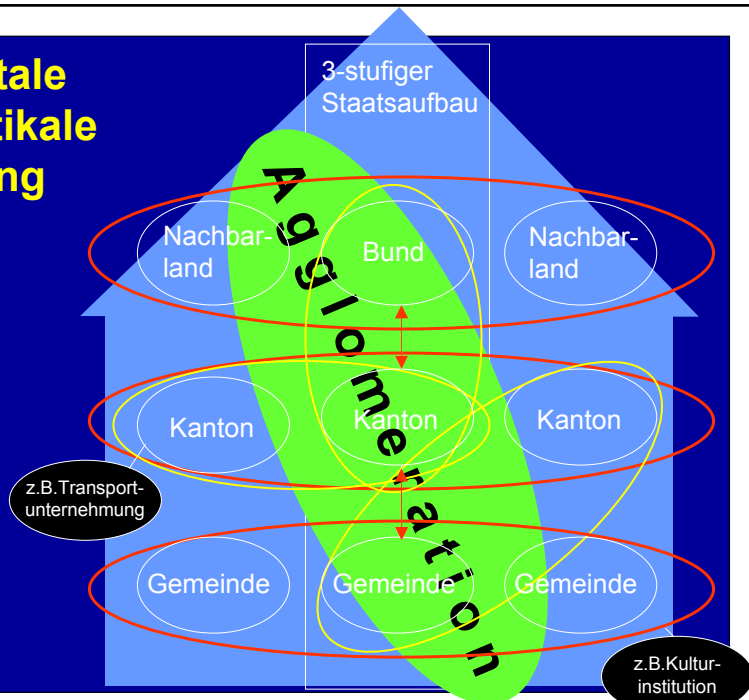 tale
tikale
ng
3-stufiger
Staatsaufbau
Agglomeration
Nachbar-
land
Bund
Nachbar-
land
Kanton
Kanton
Kanton
z.B.Transport-
unternehmung
Gemeinde
Gemeinde
Gemeinde
z.B.Kultur-
institution